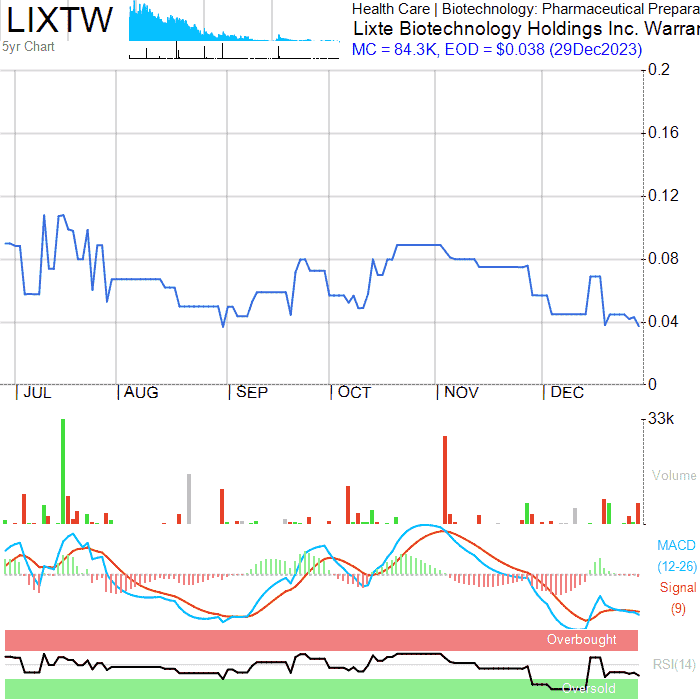 LIXTW
5yr Chart
Health Care | Biotechnology: Pharmaceutical Prepara
Lixte Biotechnology Holdings Inc. Warran
MC = 84.3K, EOD = $0.038 (29Dec2023)
0.2
0.16
0.12
0.08
0.04
0
JUL AUG SEP OCT NOV DEC
33k
Volume
MACD
(12-26)
Signal
(9)
Overbought
RSI(14)
Oversold